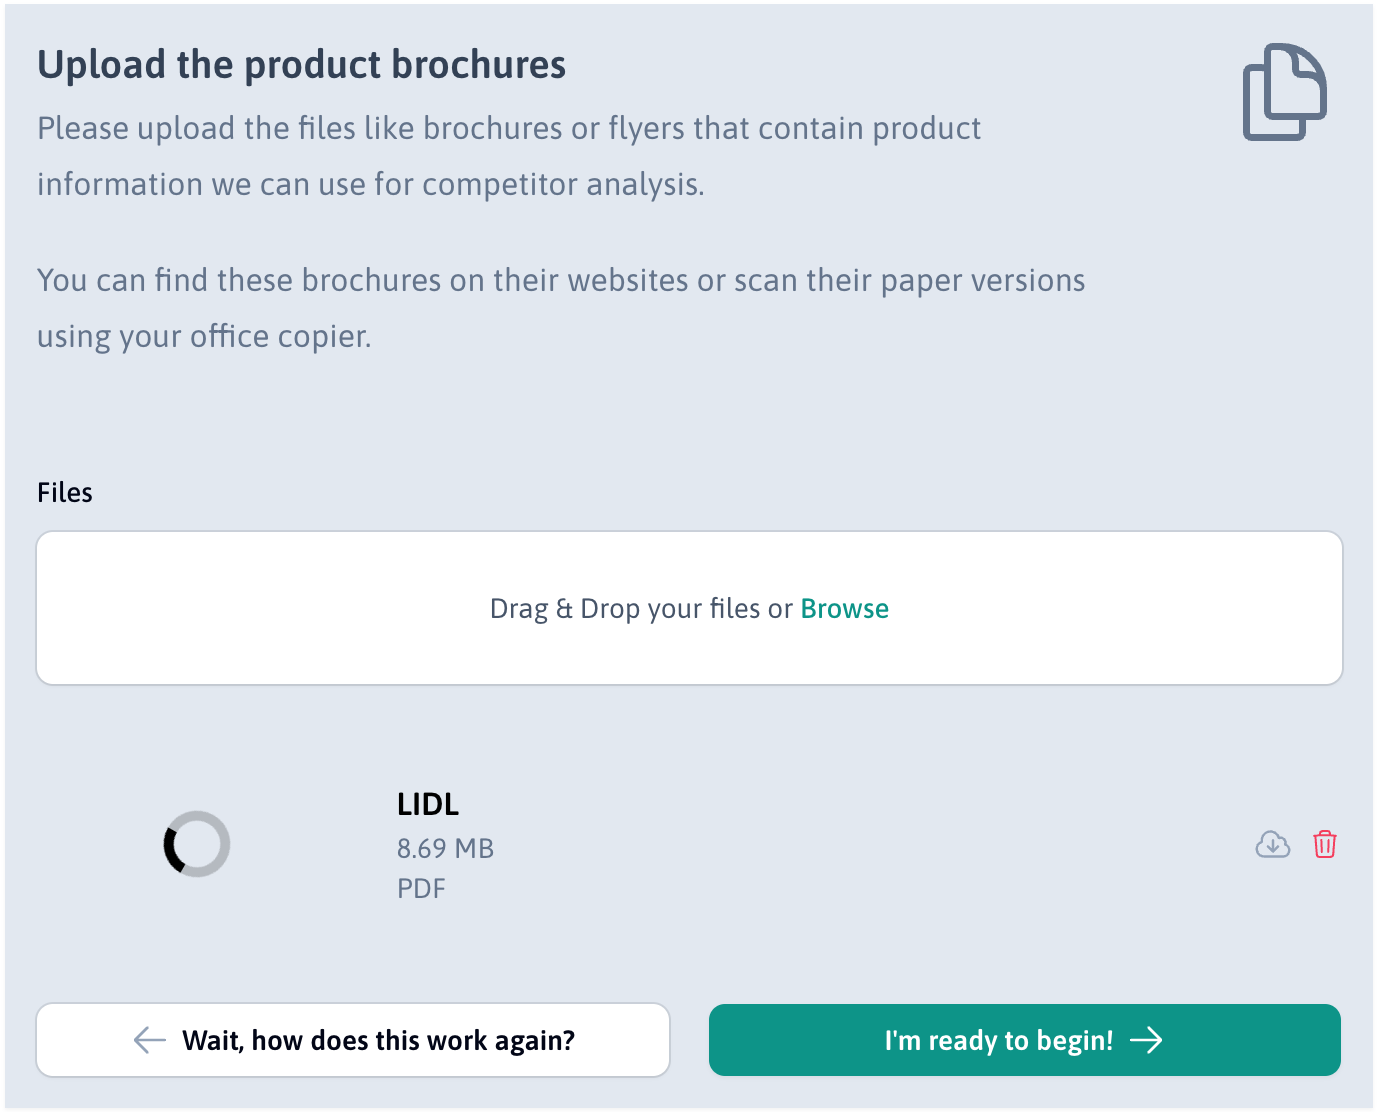 Upload the product brochures
Please upload the files like brochures or flyers that contain product
information we can use for competitor analysis.
You can find these brochures on their websites or scan their paper versions
using your office copier.
Files
Drag & Drop your files or Browse
LIDL
8.69 MB
PDF
Wait, how does this work again?
I'm ready to begin!